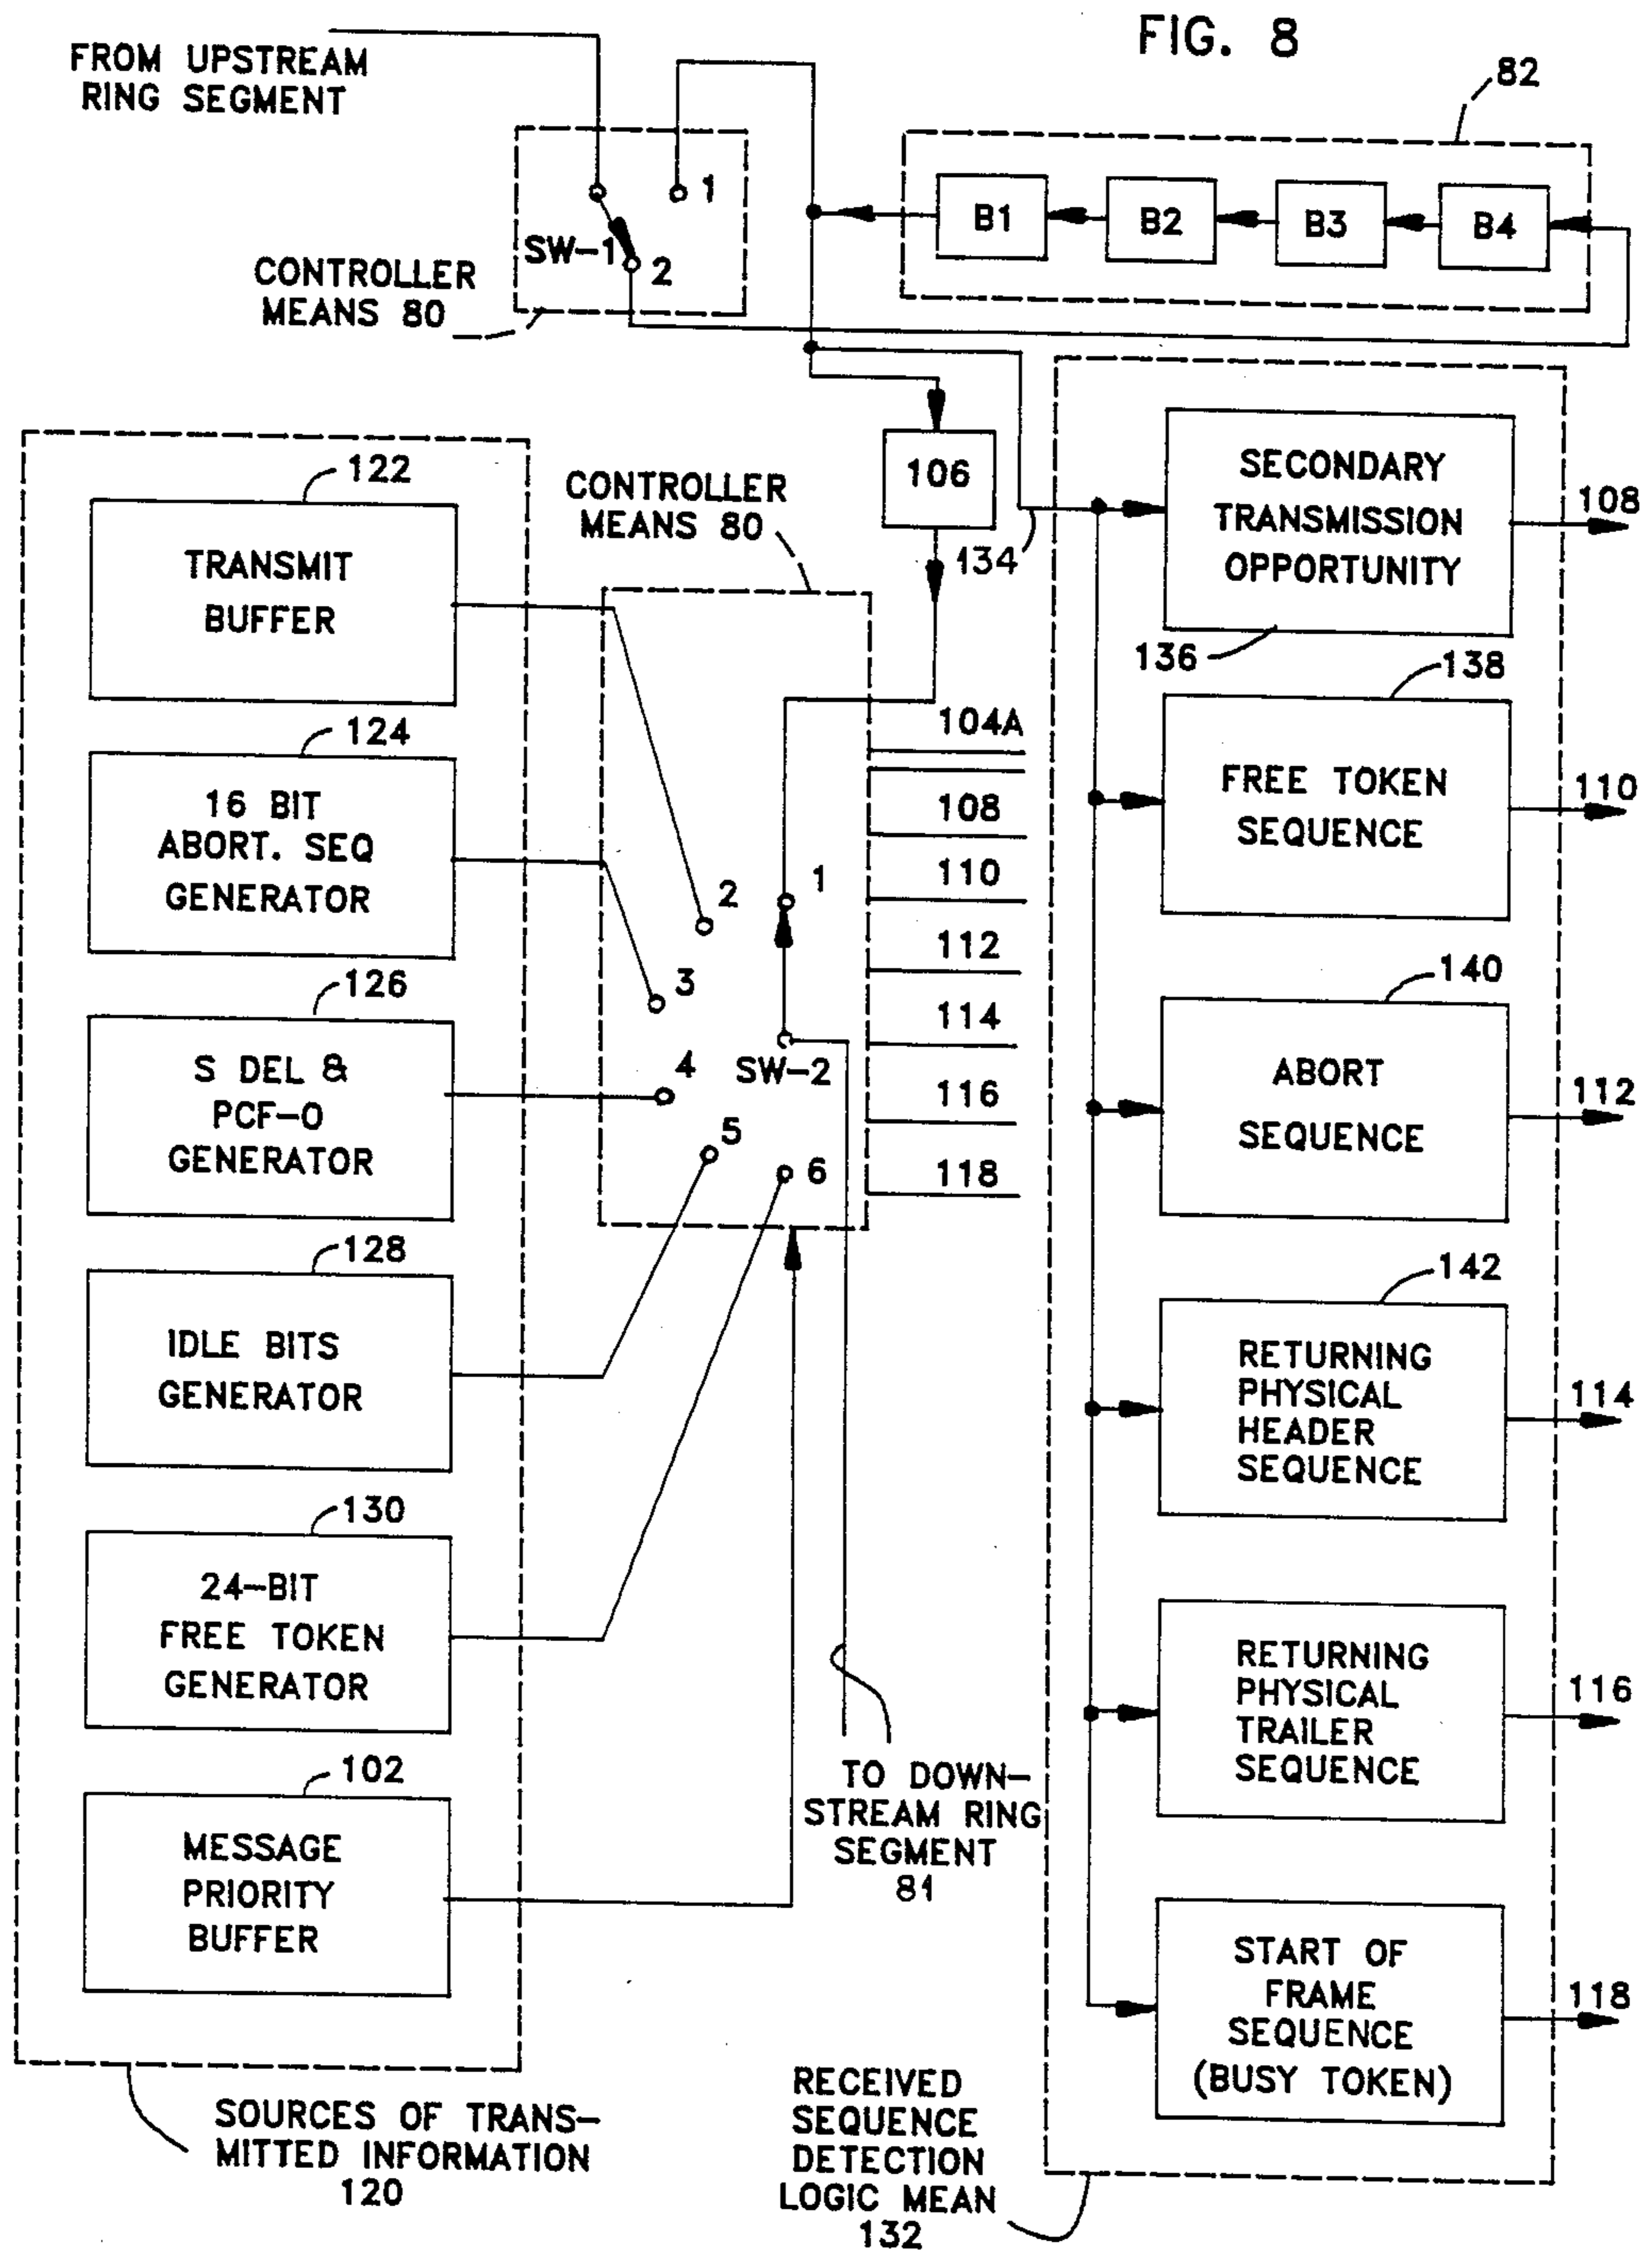 FIG. 8
FROM UPSTREAM
RING SEGMENT
82
1
SW-1
2
B1
B2
B3
B4
CONTROLLER
MEANS 80
122
TRANSMIT
BUFFER
124
16 BIT
ABORT. SEQ
GENERATOR
126
S DEL &
PCF-0
GENERATOR
128
IDLE BITS
GENERATOR
130
24-BIT
FREE TOKEN
GENERATOR
102
MESSAGE
PRIORITY
BUFFER
SOURCES OF TRANS-
MITTED INFORMATION
120
CONTROLLER
MEANS 80
106
134
1
2
3
4
5
6
SW-2
104A
108
110
112
114
116
118
TO DOWN-
STREAM RING
SEGMENT
81
SECONDARY
TRANSMISSION
OPPORTUNITY
136
108
138
FREE TOKEN
SEQUENCE
110
140
ABORT
SEQUENCE
112
142
RETURNING
PHYSICAL
HEADER
SEQUENCE
114
RETURNING
PHYSICAL
TRAILER
SEQUENCE
116
START OF
FRAME
SEQUENCE
(BUSY TOKEN)
118
RECEIVED
SEQUENCE
DETECTION
LOGIC MEAN
132